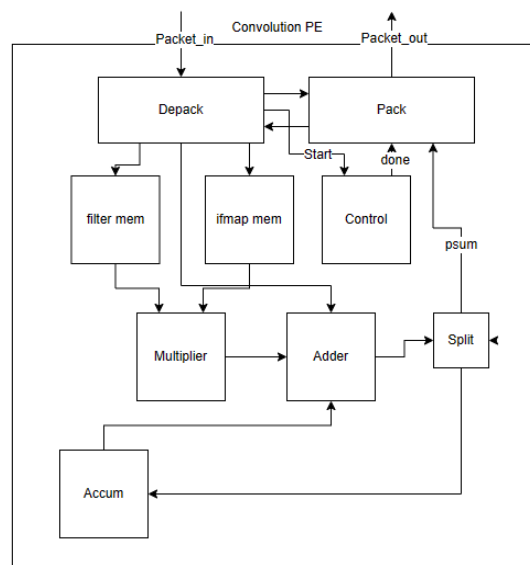 Convolution PE
Packet_in
Packet_out
Depack
Pack
Start
done
filter mem
ifmap mem
Control
psum
Multiplier
Adder
Split
Accum